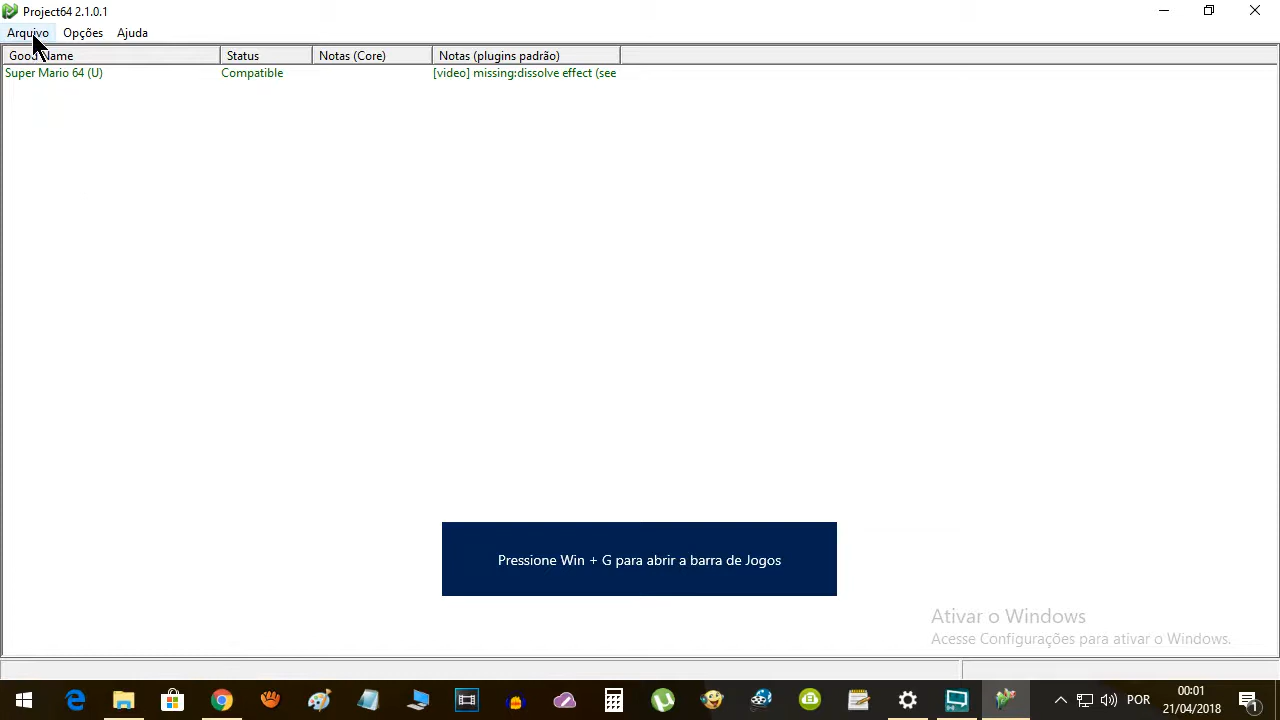 Project64 2.1.0.1
Arquivo Opções Ajuda
Good Name Status Notas (Core) Notas (plugins padrão)
Super Mario 64 (U) Compatible [video] missing:dissolve effect (see
Pressione Win + G para abrir a barra de Jogos
Ativar o Windows
Acesse Configurações para ativar o Windows.
POR
00:01
21/04/2018
1